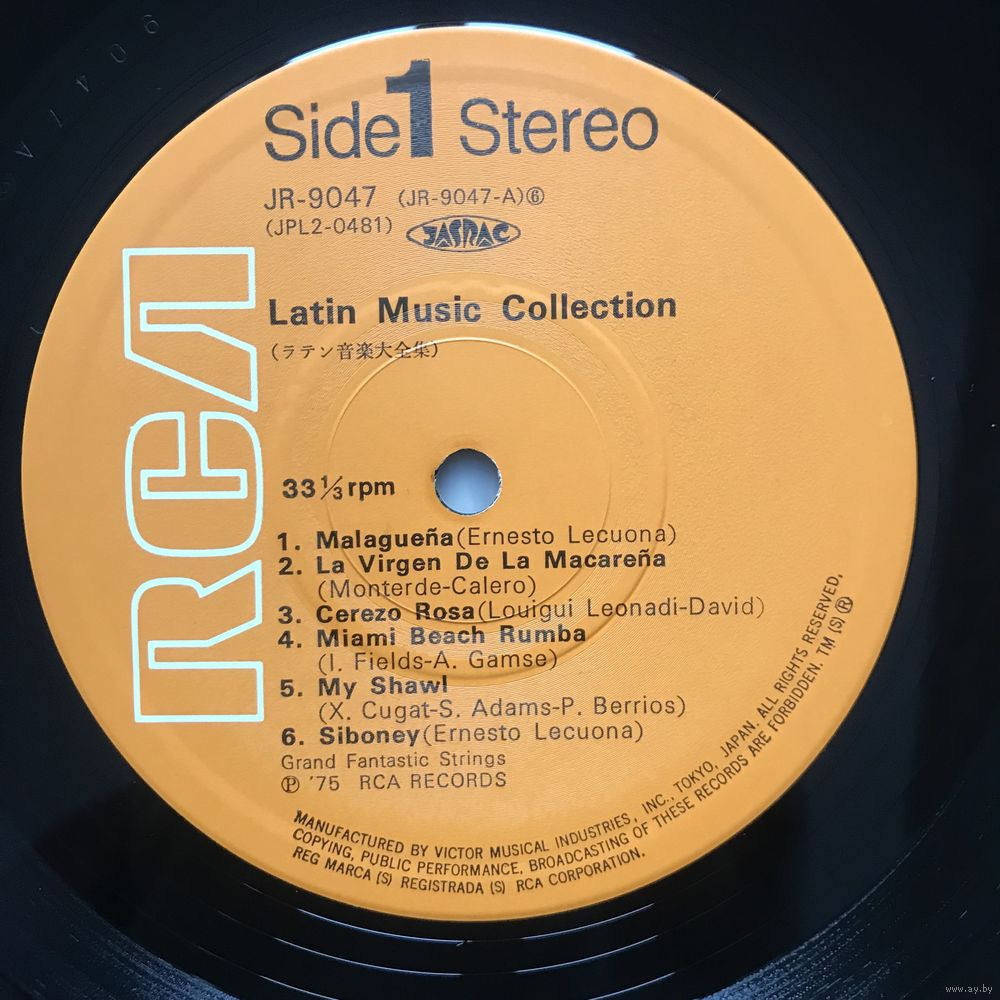 Side 1 Stereo
JR-9047 (JR-9047-A)⑥
(JPL2-0481) JASRAC
RCA
Latin Music Collection
(ラテン音楽大全集)
33 1/3 rpm
1. Malagueña(Ernesto Lecuona)
2. La Virgen De La Macareña
(Monterde-Calero)
3. Cerezo Rosa(Louigui Leonadi-David)
4. Miami Beach Rumba
(I. Fields-A. Gamse)
5. My Shawl
(X. Cugat-S. Adams-P. Berrios)
6. Siboney(Ernesto Lecuona)
Grand Fantastic Strings
℗ '75 RCA RECORDS
MANUFACTURED BY VICTOR MUSICAL INDUSTRIES, INC., TOKYO, JAPAN. ALL RIGHTS RESERVED,
COPYING, PUBLIC PERFORMANCE, BROADCASTING OF THESE RECORDS ARE FORBIDDEN. TM (S) ®
REG MARCA (S) REGISTRADA (S) RCA CORPORATION.
www.ay.by